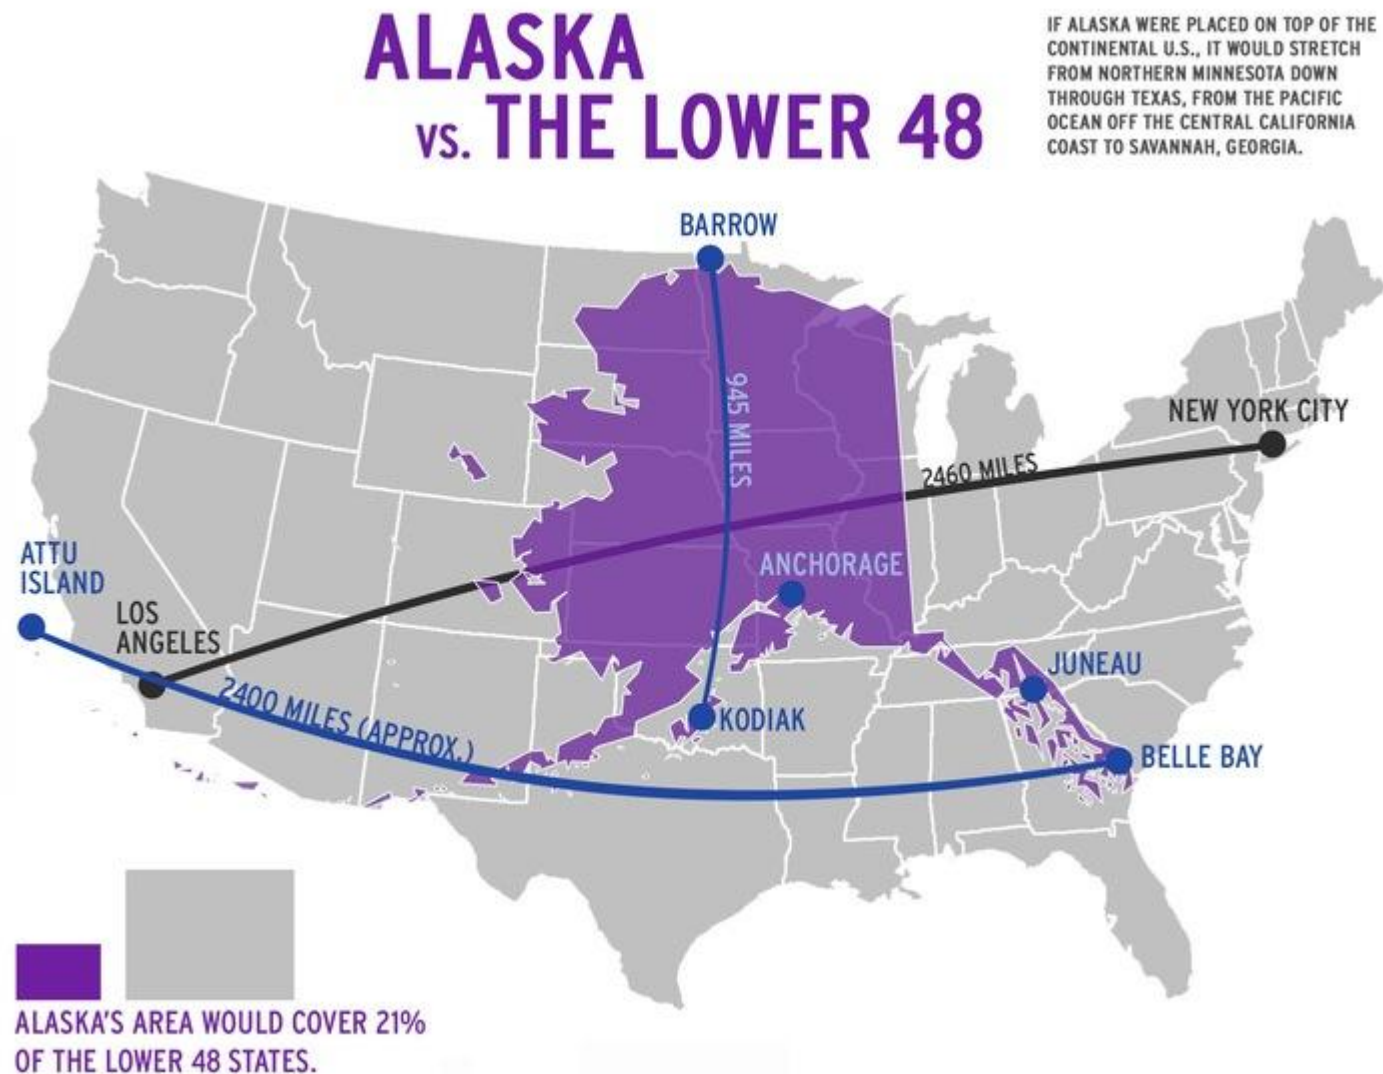 ALASKA
VS. THE LOWER 48
IF ALASKA WERE PLACED ON TOP OF THE
CONTINENTAL U.S., IT WOULD STRETCH
FROM NORTHERN MINNESOTA DOWN
THROUGH TEXAS, FROM THE PACIFIC
OCEAN OFF THE CENTRAL CALIFORNIA
COAST TO SAVANNAH, GEORGIA.
BARROW
945 MILES
NEW YORK CITY
2460 MILES
ATTU
ISLAND
ANCHORAGE
LOS
ANGELES
JUNEAU
2400 MILES (APPROX.)
KODIAK
BELLE BAY
ALASKA'S AREA WOULD COVER 21%
OF THE LOWER 48 STATES.